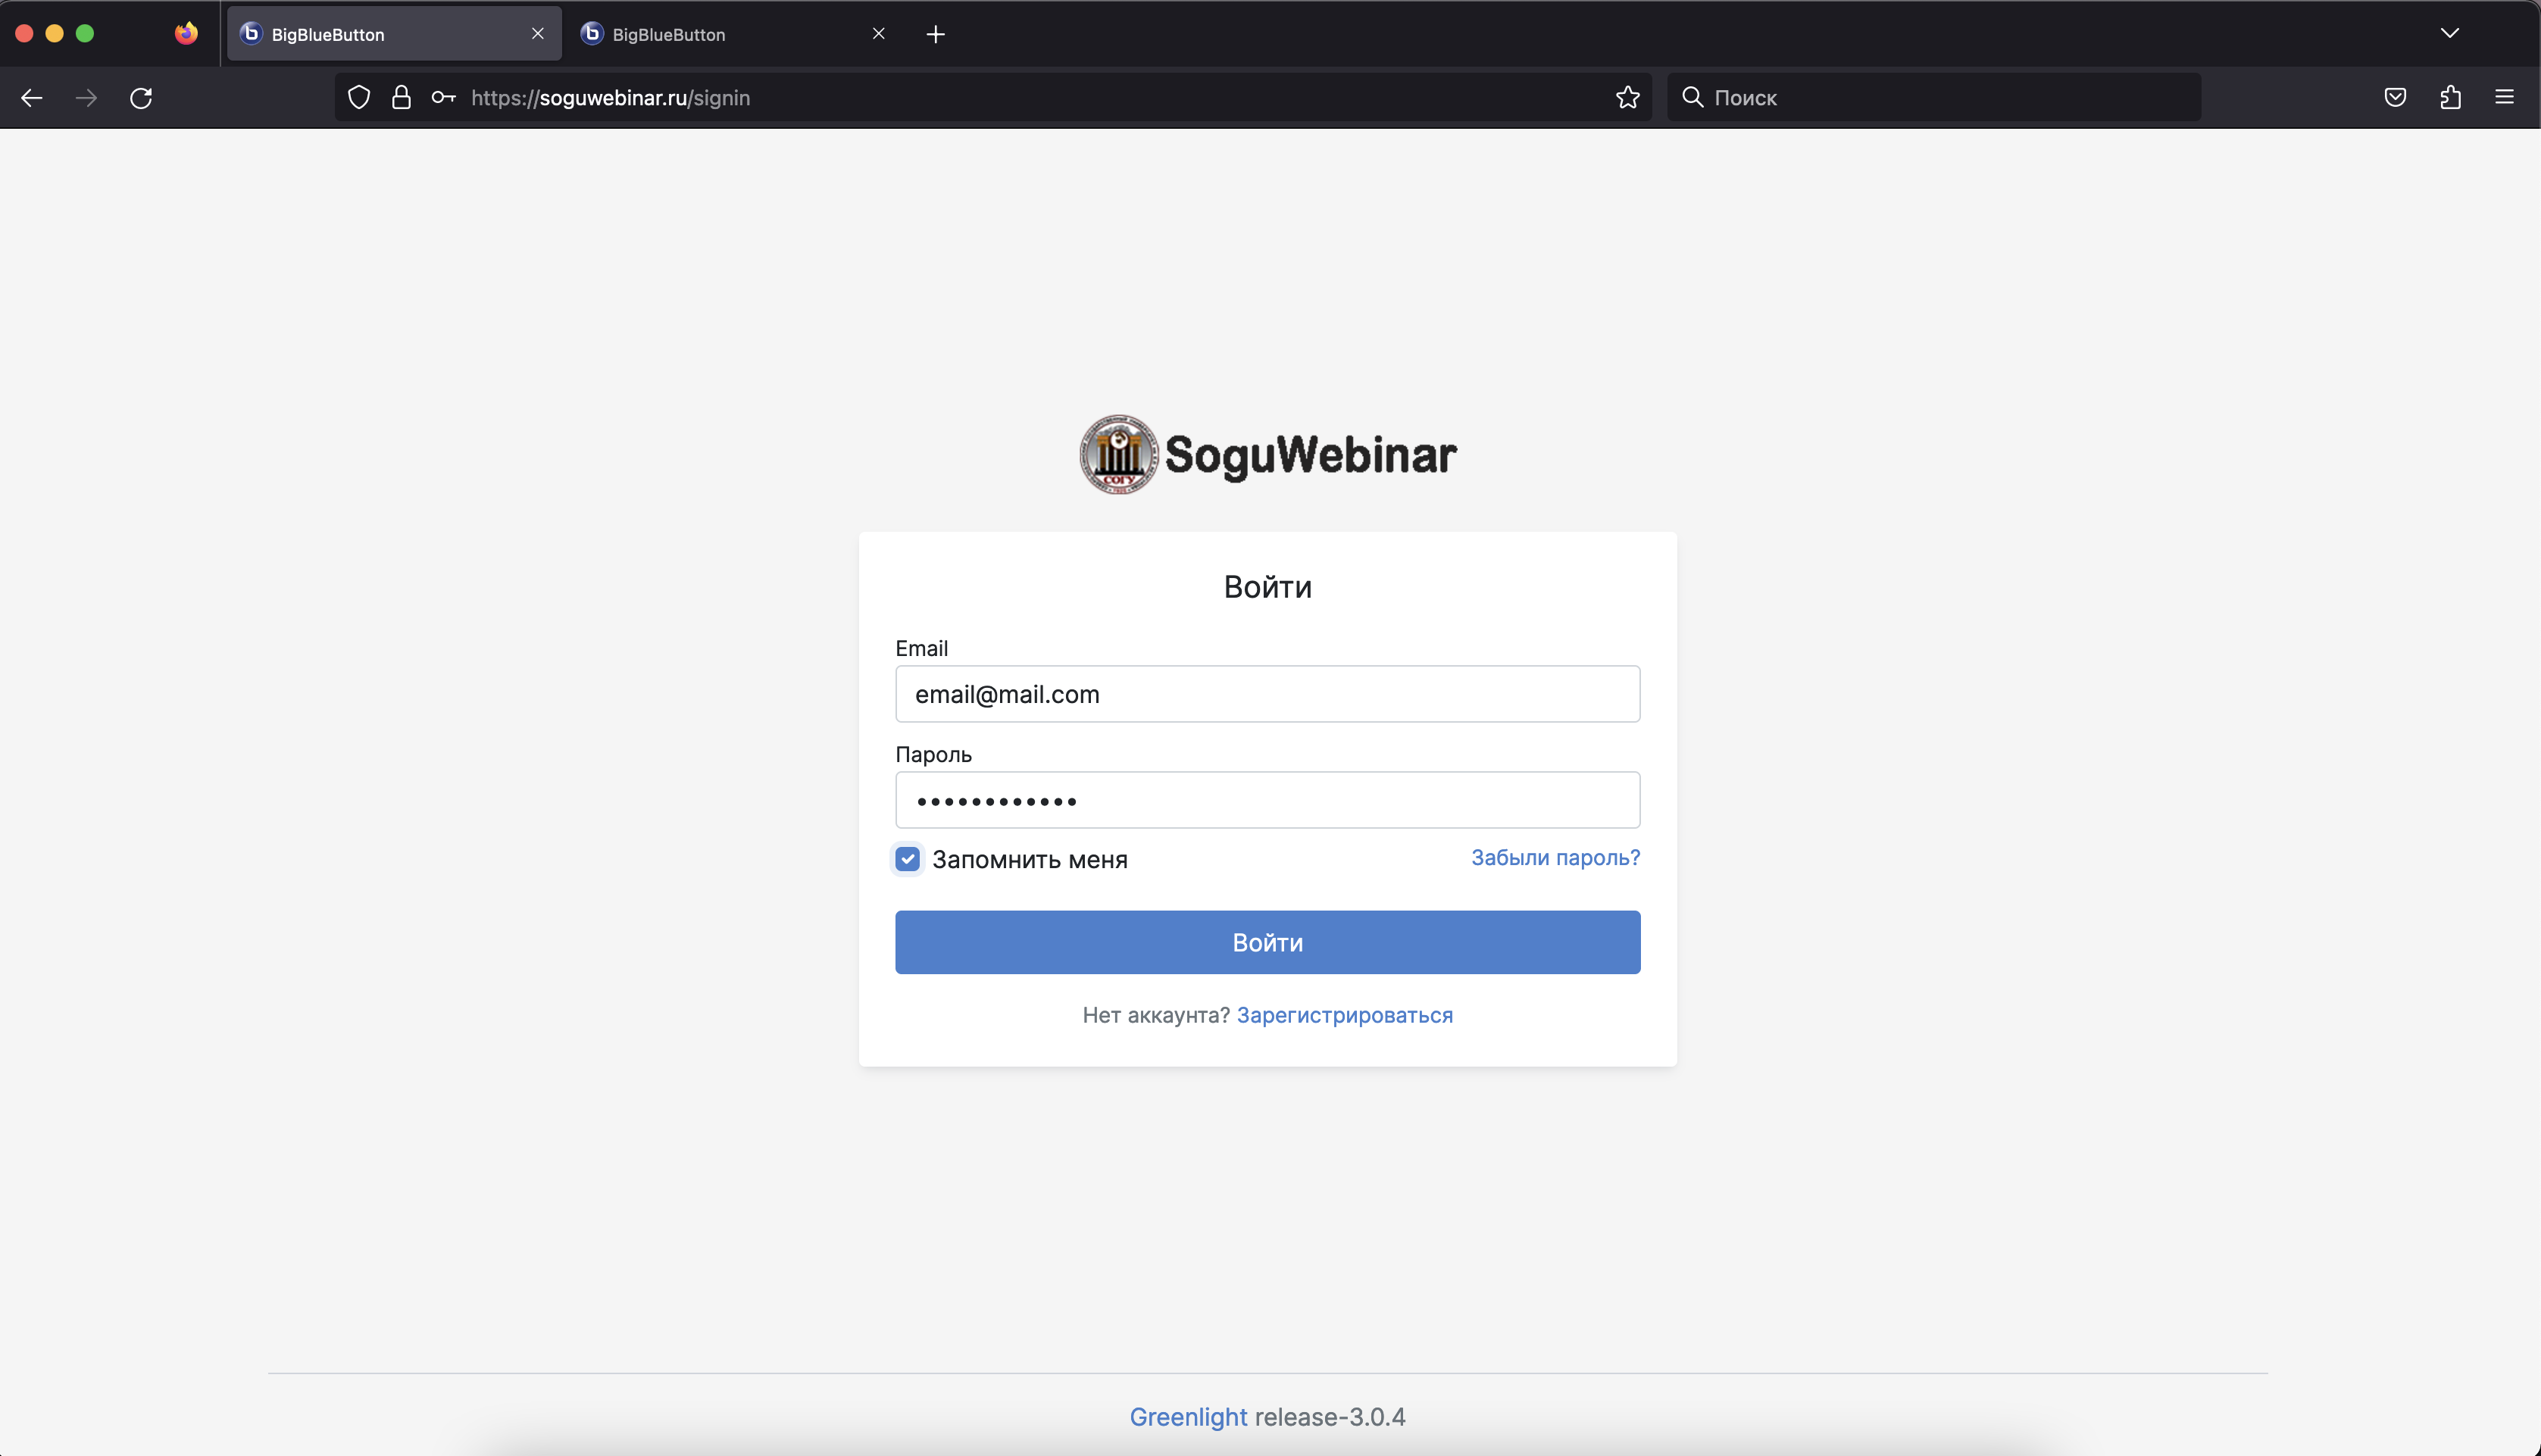 BigBlueButton
BigBlueButton
https://soguwebinar.ru/signin
Поиск
СОГУ
SoguWebinar
Войти
Email
email@mail.com
Пароль
••••••••••••
Запомнить меня
Забыли пароль?
Войти
Нет аккаунта? Зарегистрироваться
Greenlight release-3.0.4